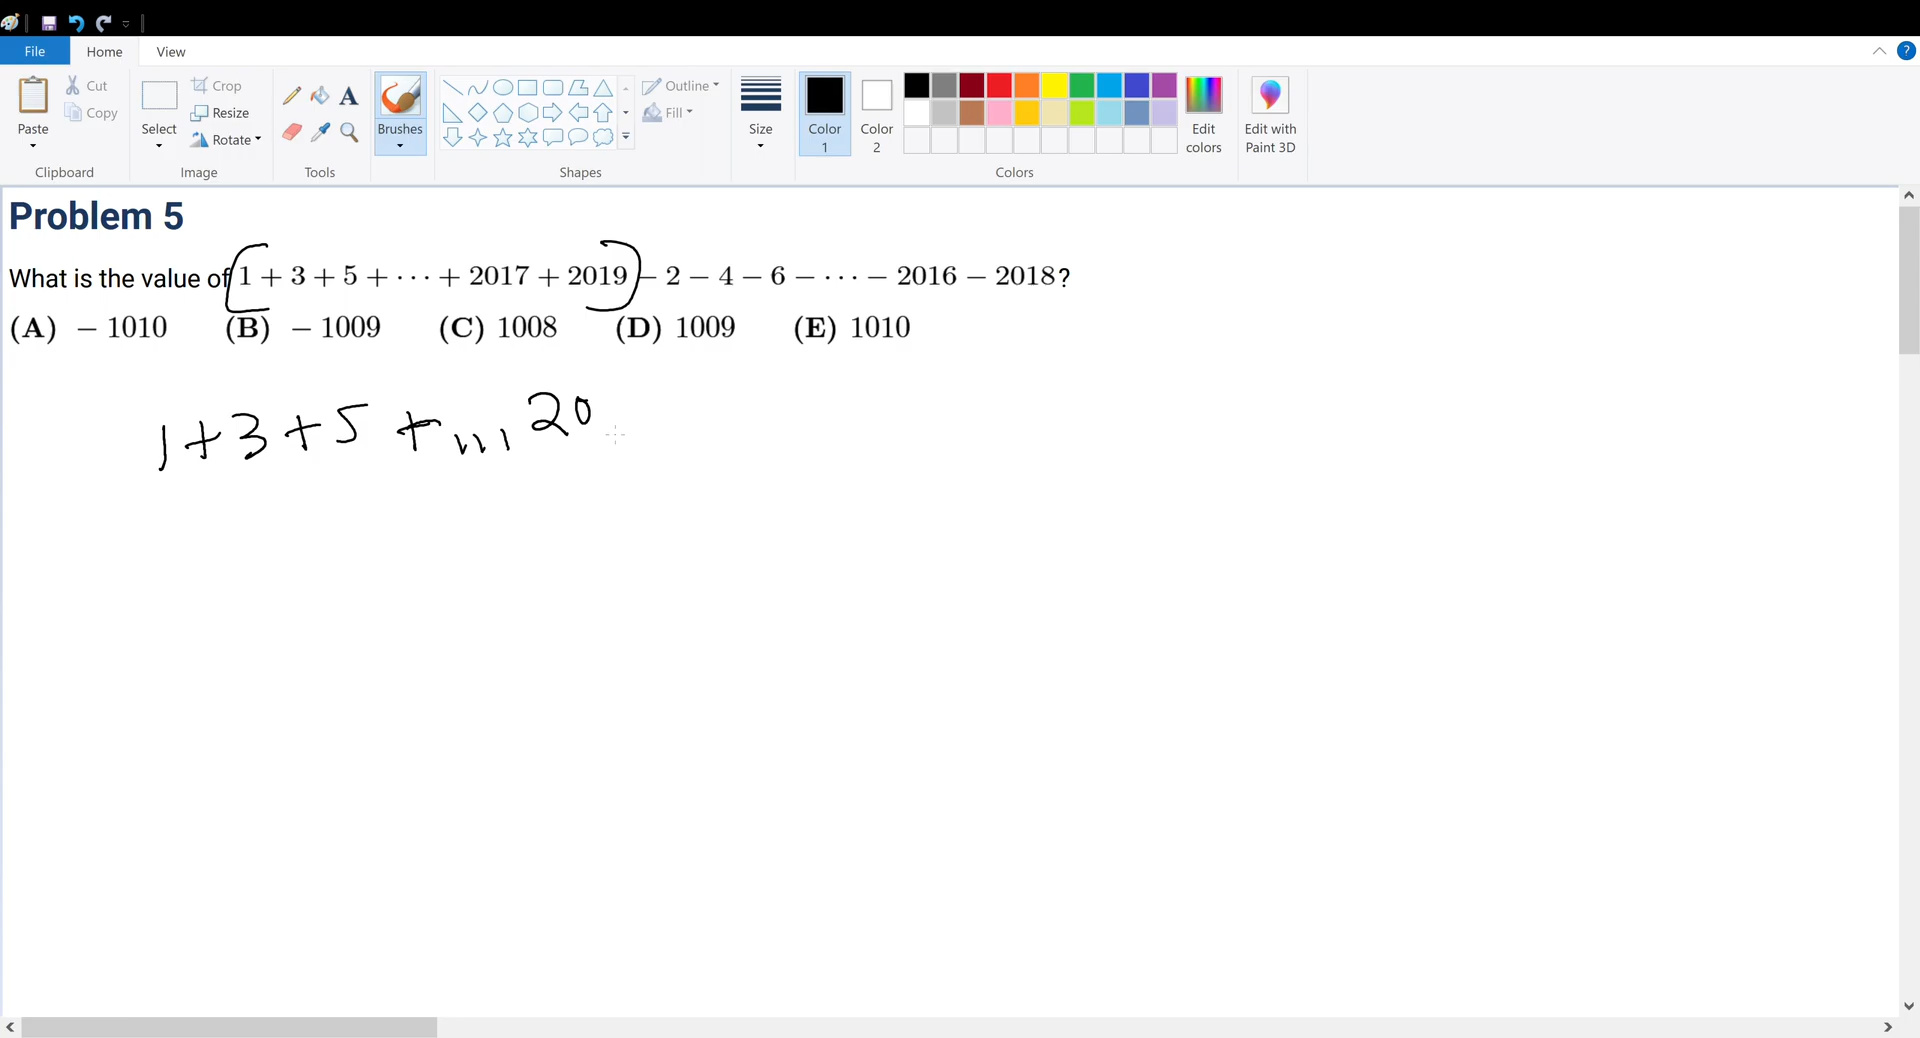 File Home View
Paste
Cut
Copy
Clipboard
Select
Crop
Resize
Rotate
Image
A
Tools
Brushes
Shapes
Outline
Fill
Size
Color 1
Color 2
Edit colors
Edit with Paint 3D
Colors
?
Problem 5
What is the value of 1 + 3 + 5 + ⋯ + 2017 + 2019 − 2 − 4 − 6 − ⋯ − 2016 − 2018?
(A) − 1010 (B) − 1009 (C) 1008 (D) 1009 (E) 1010
1 + 3 + 5 + ... 20